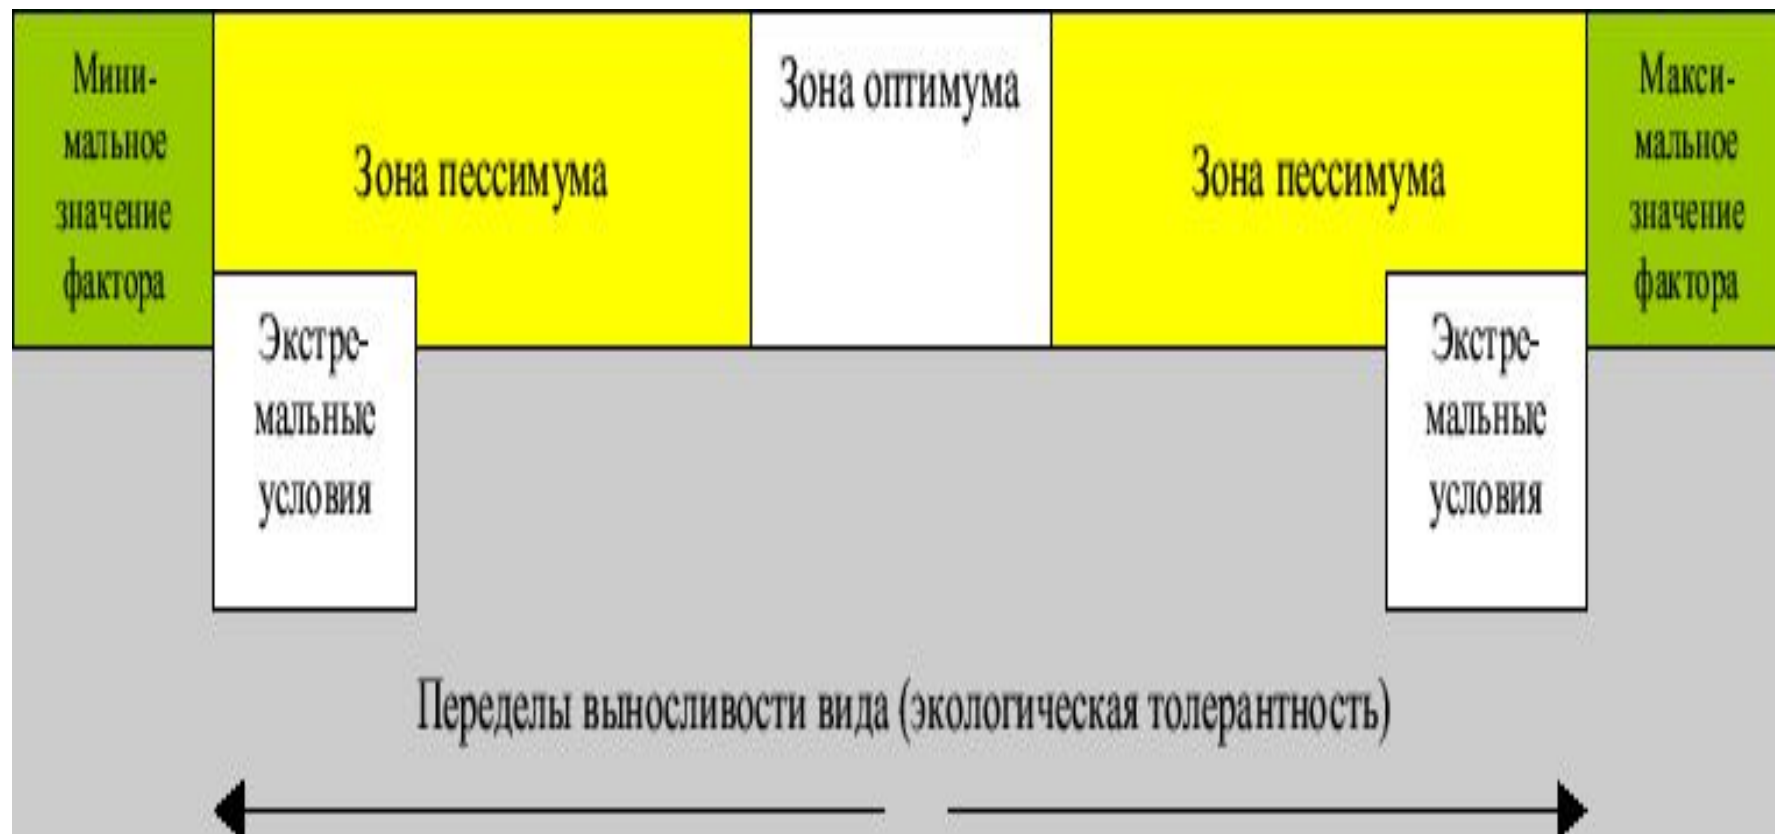 Мини-
мальное
значение
фактора
Зона пессимума
Зона оптимума
Зона пессимума
Макси-
мальное
значение
фактора
Экстре-
мальные
условия
Экстре-
мальные
условия
Переделы выносливости вида (экологическая толерантность)